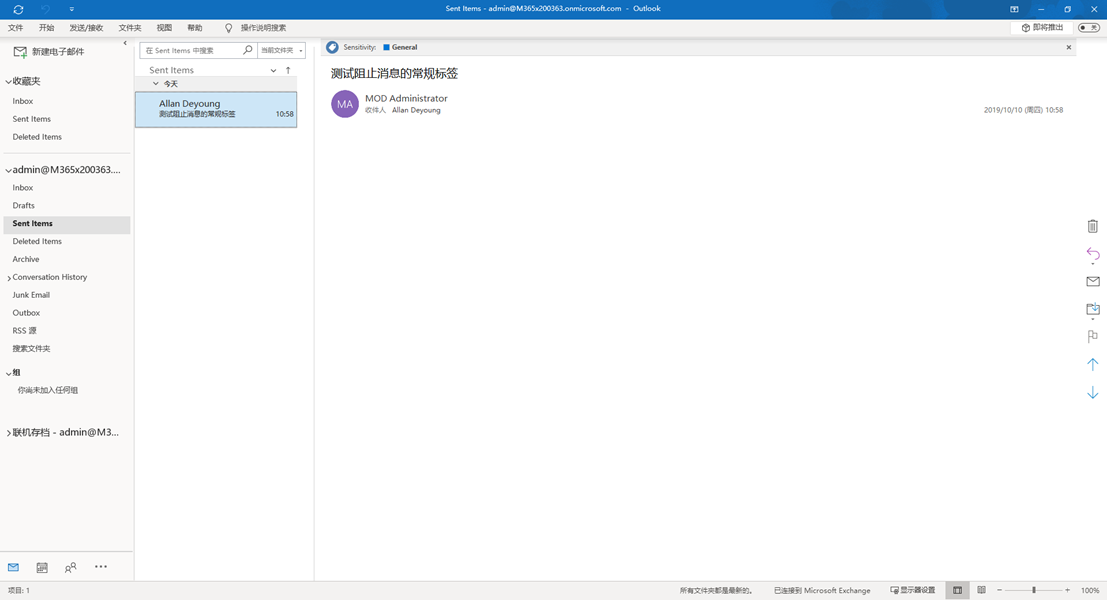 Sent Items - admin@M365x200363.onmicrosoft.com - Outlook
文件 开始 发送/接收 文件夹 视图 帮助 操作说明搜索 即将推出 关
新建电子邮件
收藏夹
Inbox
Sent Items
Deleted Items
admin@M365x200363....
Inbox
Drafts
Sent Items
Deleted Items
Archive
Conversation History
Junk Email
Outbox
RSS 源
搜索文件夹
组
你尚未加入任何组
联机存档 - admin@M3...
在 Sent Items 中搜索 当前文件夹
Sent Items
今天
Allan Deyoung
测试阻止消息的常规标签 10:58
Sensitivity: General
测试阻止消息的常规标签
MA
MOD Administrator
收件人 Allan Deyoung
2019/10/10 (周四) 10:58
项目: 1
所有文件夹都是最新的。 已连接到 Microsoft Exchange 显示器设置 100%